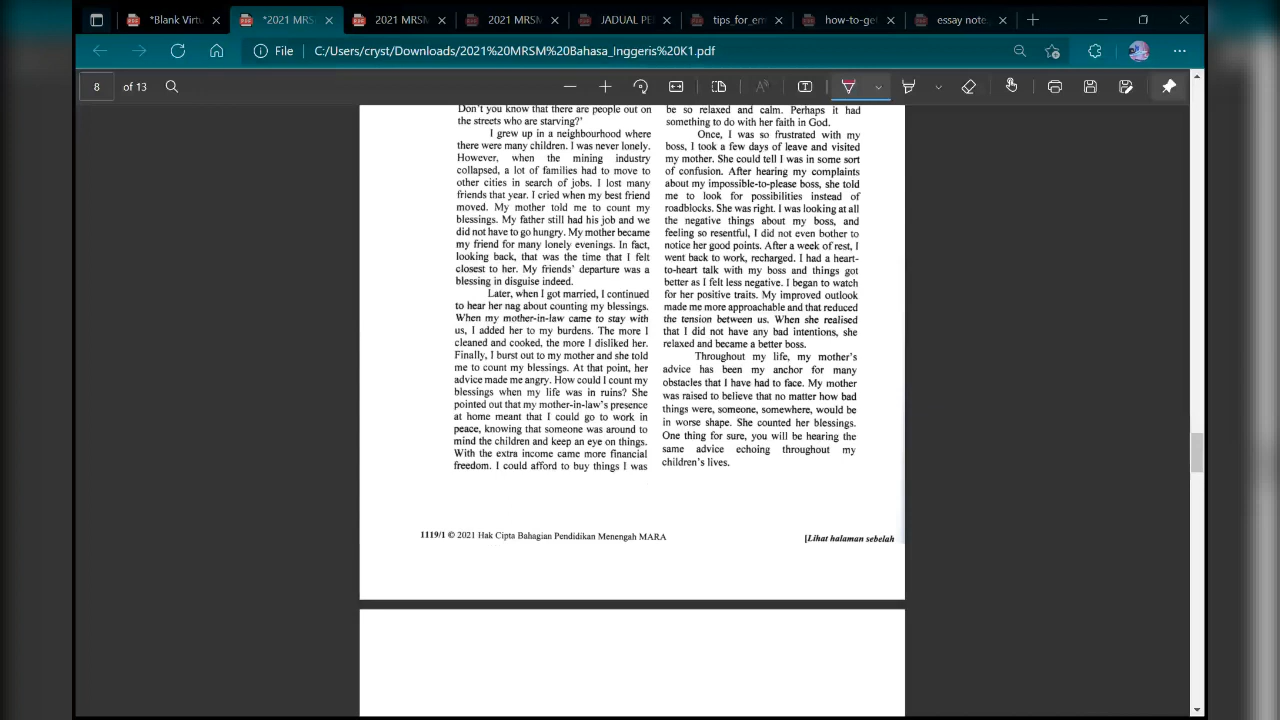 *Blank Virtu
*2021 MRS
2021 MRSM
2021 MRSM
JADUAL PE
tips_for_em
how-to-ge
essay note
File
C:/Users/cryst/Downloads/2021%20MRSM%20Bahasa_Inggeris%20K1.pdf
8
of 13
Don't you know that there are people out on
the streets who are starving?'
I grew up in a neighbourhood where
there were many children. I was never lonely.
However, when the mining industry
collapsed, a lot of families had to move to
other cities in search of jobs. I lost many
friends that year. I cried when my best friend
moved. My mother told me to count my
blessings. My father still had his job and we
did not have to go hungry. My mother became
my friend for many lonely evenings. In fact,
looking back, that was the time that I felt
closest to her. My friends' departure was a
blessing in disguise indeed.
Later, when I got married, I continued
to hear her nag about counting my blessings.
When my mother-in-law came to stay with
us, I added her to my burdens. The more I
cleaned and cooked, the more I disliked her.
Finally, I burst out to my mother and she told
me to count my blessings. At that point, her
advice made me angry. How could I count my
blessings when my life was in ruins? She
pointed out that my mother-in-law's presence
at home meant that I could go to work in
peace, knowing that someone was around to
mind the children and keep an eye on things.
With the extra income came more financial
freedom. I could afford to buy things I was
be so relaxed and calm. Perhaps it had
something to do with her faith in God.
Once, I was so frustrated with my
boss, I took a few days of leave and visited
my mother. She could tell I was in some sort
of confusion. After hearing my complaints
about my impossible-to-please boss, she told
me to look for possibilities instead of
roadblocks. She was right. I was looking at all
the negative things about my boss, and
feeling so resentful, I did not even bother to
notice her good points. After a week of rest, I
went back to work, recharged. I had a heart-
to-heart talk with my boss and things got
better as I felt less negative. I began to watch
for her positive traits. My improved outlook
made me more approachable and that reduced
the tension between us. When she realised
that I did not have any bad intentions, she
relaxed and became a better boss.
Throughout my life, my mother's
advice has been my anchor for many
obstacles that I have had to face. My mother
was raised to believe that no matter how bad
things were, someone, somewhere, would be
in worse shape. She counted her blessings.
One thing for sure, you will be hearing the
same advice echoing throughout my
children's lives.
1119/1 © 2021 Hak Cipta Bahagian Pendidikan Menengah MARA
[Lihat halaman sebelah